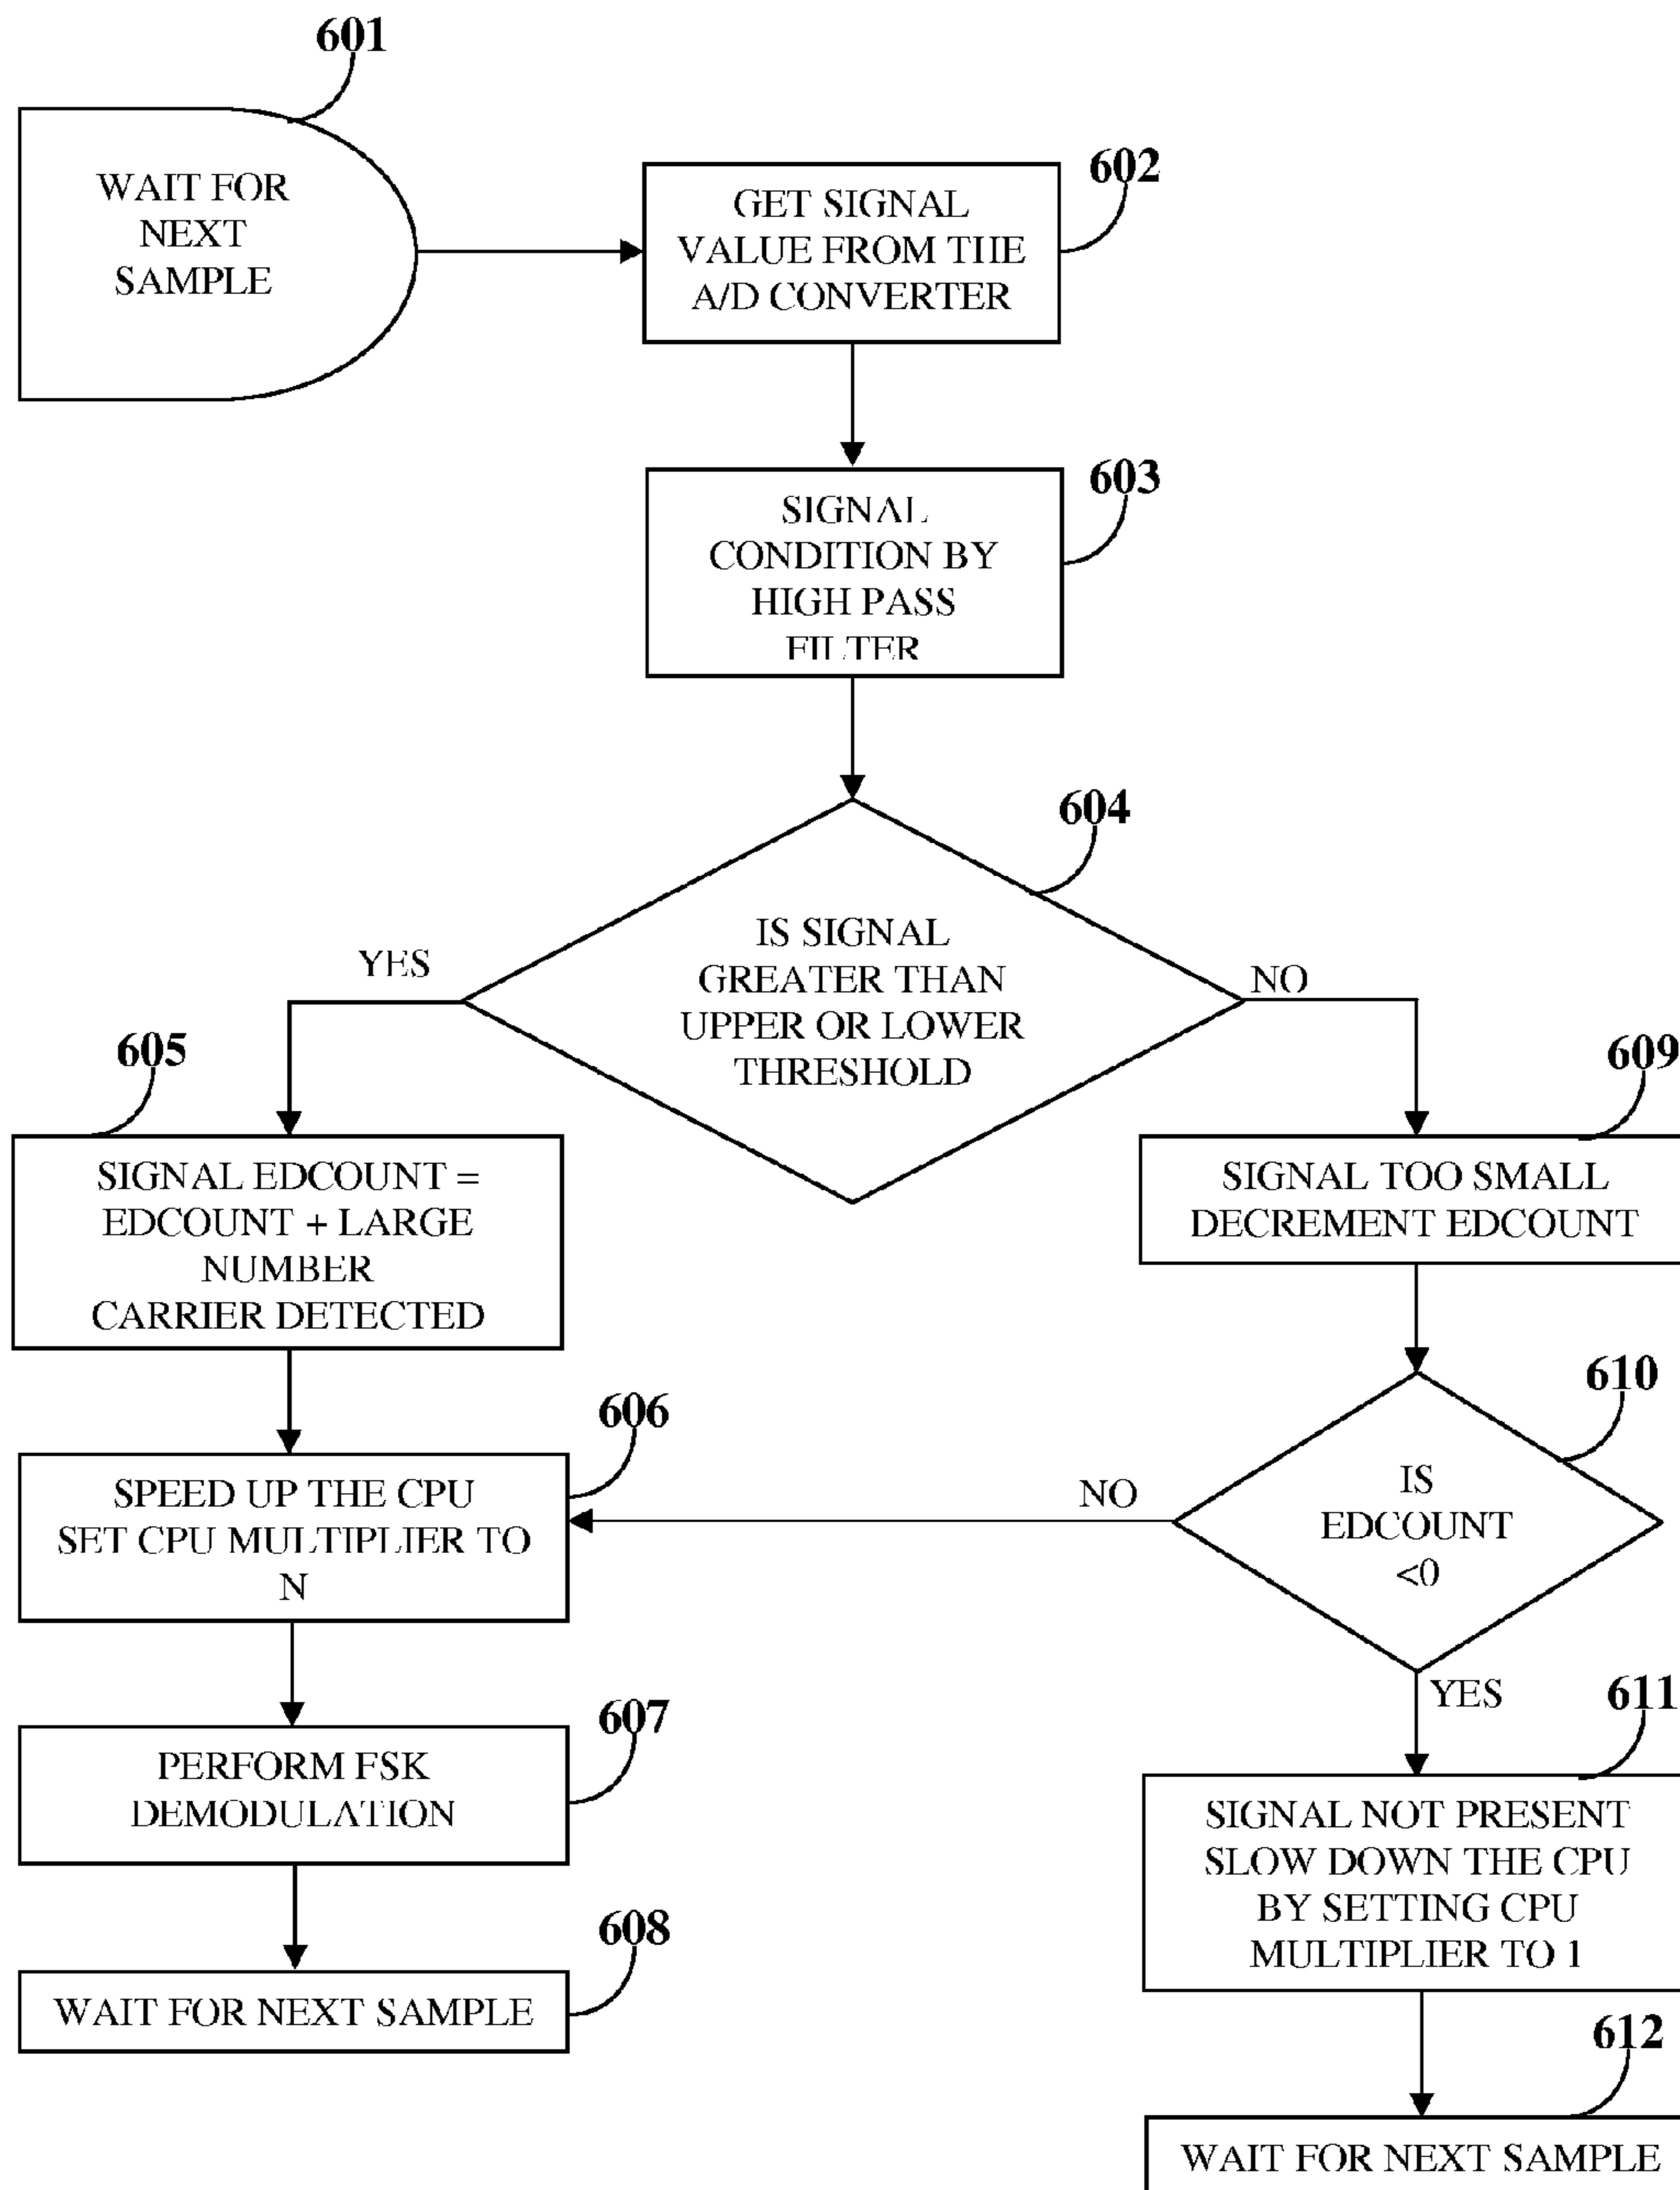 601
WAIT FOR
NEXT
SAMPLE
602
GET SIGNAL
VALUE FROM THE
A/D CONVERTER
603
SIGNAL
CONDITION BY
HIGH PASS
FILTER
604
IS SIGNAL
GREATER THAN
UPPER OR LOWER
THRESHOLD
YES
NO
605
SIGNAL EDCOUNT =
EDCOUNT + LARGE
NUMBER
CARRIER DETECTED
609
SIGNAL TOO SMALL
DECREMENT EDCOUNT
606
SPEED UP THE CPU
SET CPU MULTIPLIER TO
N
610
IS
EDCOUNT
<0
NO
YES
607
PERFORM FSK
DEMODULATION
611
SIGNAL NOT PRESENT
SLOW DOWN THE CPU
BY SETTING CPU
MULTIPLIER TO 1
608
WAIT FOR NEXT SAMPLE
612
WAIT FOR NEXT SAMPLE